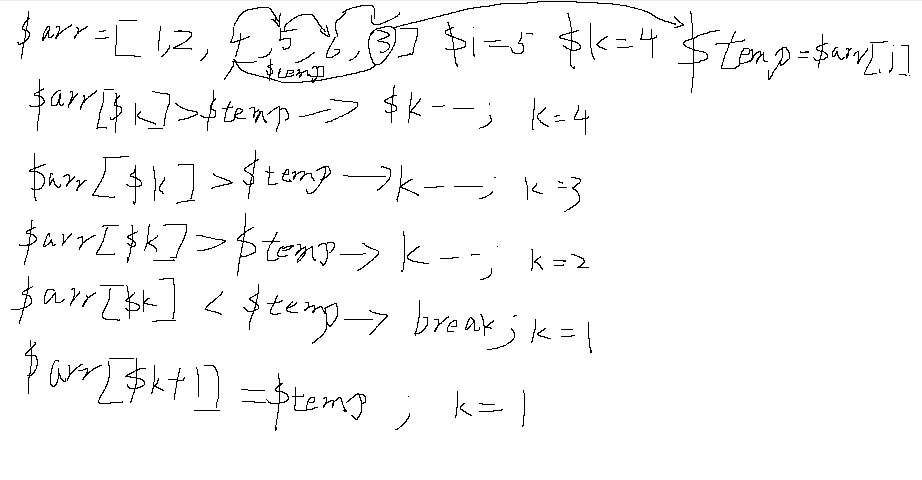 $arr=[1,2,4,5,6,3] $i=5 $k=4 $temp=$arr[i]
$temp
$arr[$k]>$temp→ $k--; k=4
$arr[$k]>$temp→k--; k=3
$arr[$k]>$temp→ k--; k=2
$arr[$k] < $temp→ break; k=1
$arr[$k+1] =$temp ; k=1